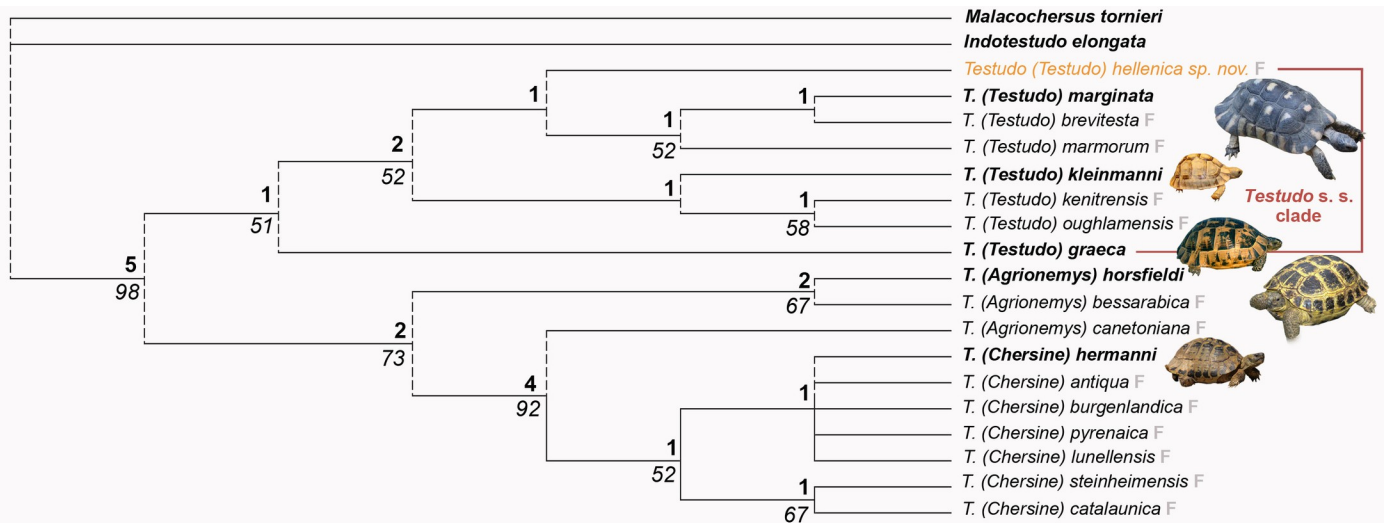 Malacochersus tornieri
Indotestudo elongata
Testudo (Testudo) hellenica sp. nov. F
1
1
T. (Testudo) marginata
1
T. (Testudo) brevitesta F
2
52
T. (Testudo) marmorum F
52
1
T. (Testudo) kleinmanni
1
1
T. (Testudo) kenitrensis F
Testudo s. s.
clade
51
58
T. (Testudo) oughlamensis F
T. (Testudo) graeca
5
98
2
T. (Agrionemys) horsfieldi
67
T. (Agrionemys) bessarabica F
2
73
T. (Agrionemys) canetoniana F
T. (Chersine) hermanni
4
92
1
T. (Chersine) antiqua F
T. (Chersine) burgenlandica F
T. (Chersine) pyrenaica F
1
52
T. (Chersine) lunellensis F
1
67
T. (Chersine) steinheimensis F
T. (Chersine) catalaunica F